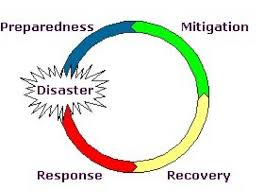 Preparedness
Mitigation
Disaster
Response
Recovery